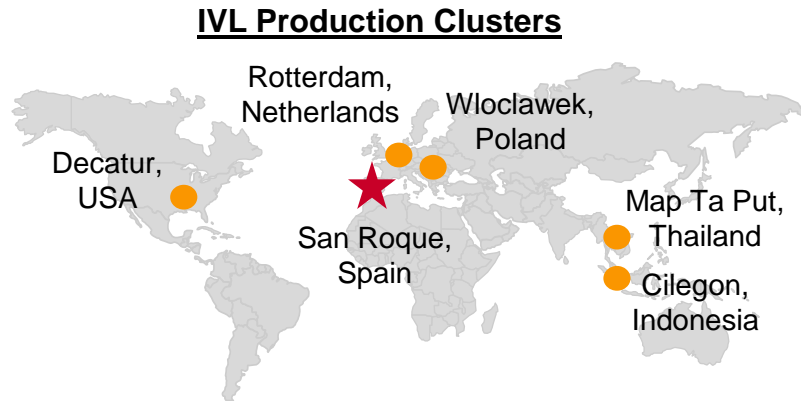 IVL Production Clusters
Rotterdam,
Netherlands
Wloclawek,
Poland
Decatur,
USA
San Roque,
Spain
Map Ta Put,
Thailand
Cilegon,
Indonesia